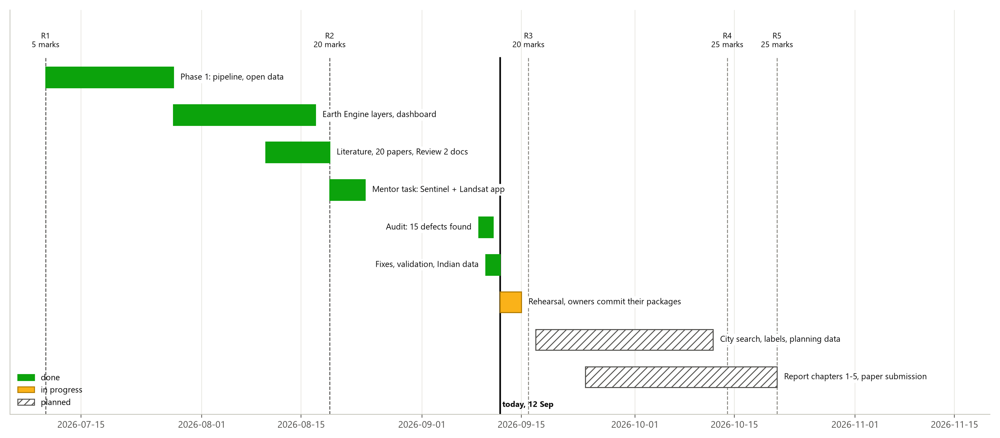 R1
5 marks
R2
20 marks
R3
20 marks
R4
25 marks
R5
25 marks
Phase 1: pipeline, open data
Earth Engine layers, dashboard
Literature, 20 papers, Review 2 docs
Mentor task: Sentinel + Landsat app
Audit: 15 defects found
Fixes, validation, Indian data
Rehearsal, owners commit their packages
City search, labels, planning data
Report chapters 1-5, paper submission
done
in progress
planned
today, 12 Sep
2026-07-15
2026-08-01
2026-08-15
2026-09-01
2026-09-15
2026-10-01
2026-10-15
2026-11-01
2026-11-15